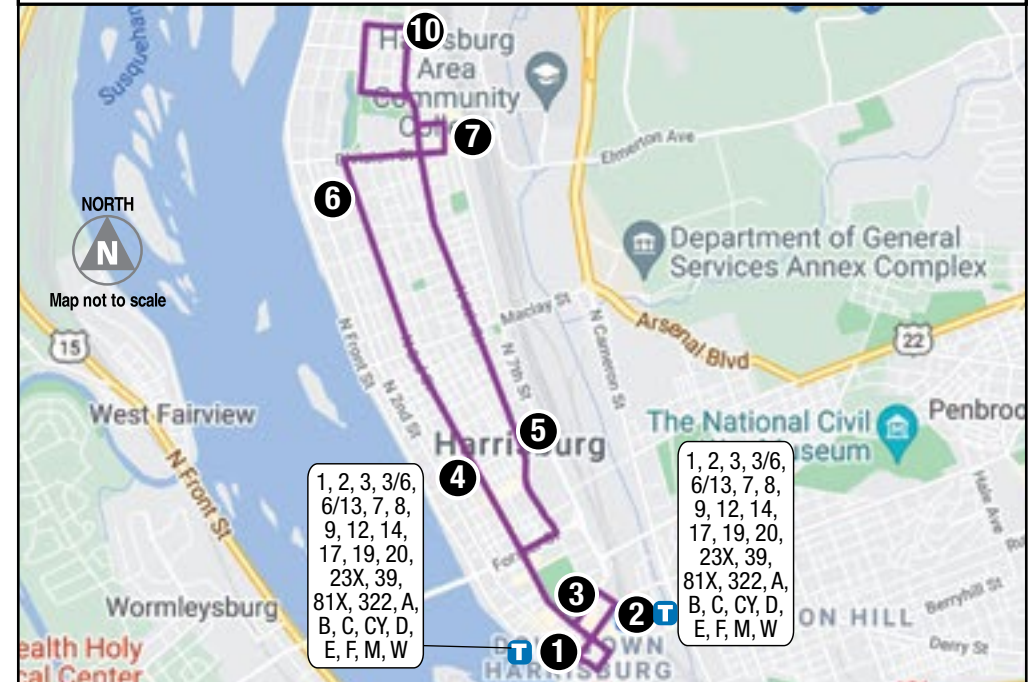 Susquehan
10
Area
Community
7
Elmerton Ave
6
NORTH
N
Map not to scale
Department of General
Services Annex Complex
Maclay St
N Cameron St
Arsenal Blvd
22
15
N Front St
N 7th St
N 2nd St
West Fairview
The National Civil
Penbroo
Harrisburg
5
4
N Front St
1, 2, 3, 3/6,
6/13, 7, 8,
9, 12, 14,
17, 19, 20,
23X, 39,
81X, 322, A,
B, C, CY, D,
E, F, M, W
1, 2, 3, 3/6,
6/13, 7, 8,
9, 12, 14,
17, 19, 20,
23X, 39,
81X, 322, A,
B, C, CY, D,
E, F, M, W
Hale Ave
Wormleysburg
3
2
T
ON HILL
Berryhill St
Derry St
ealth Holy
cal Center
T
1
HARRISBURG